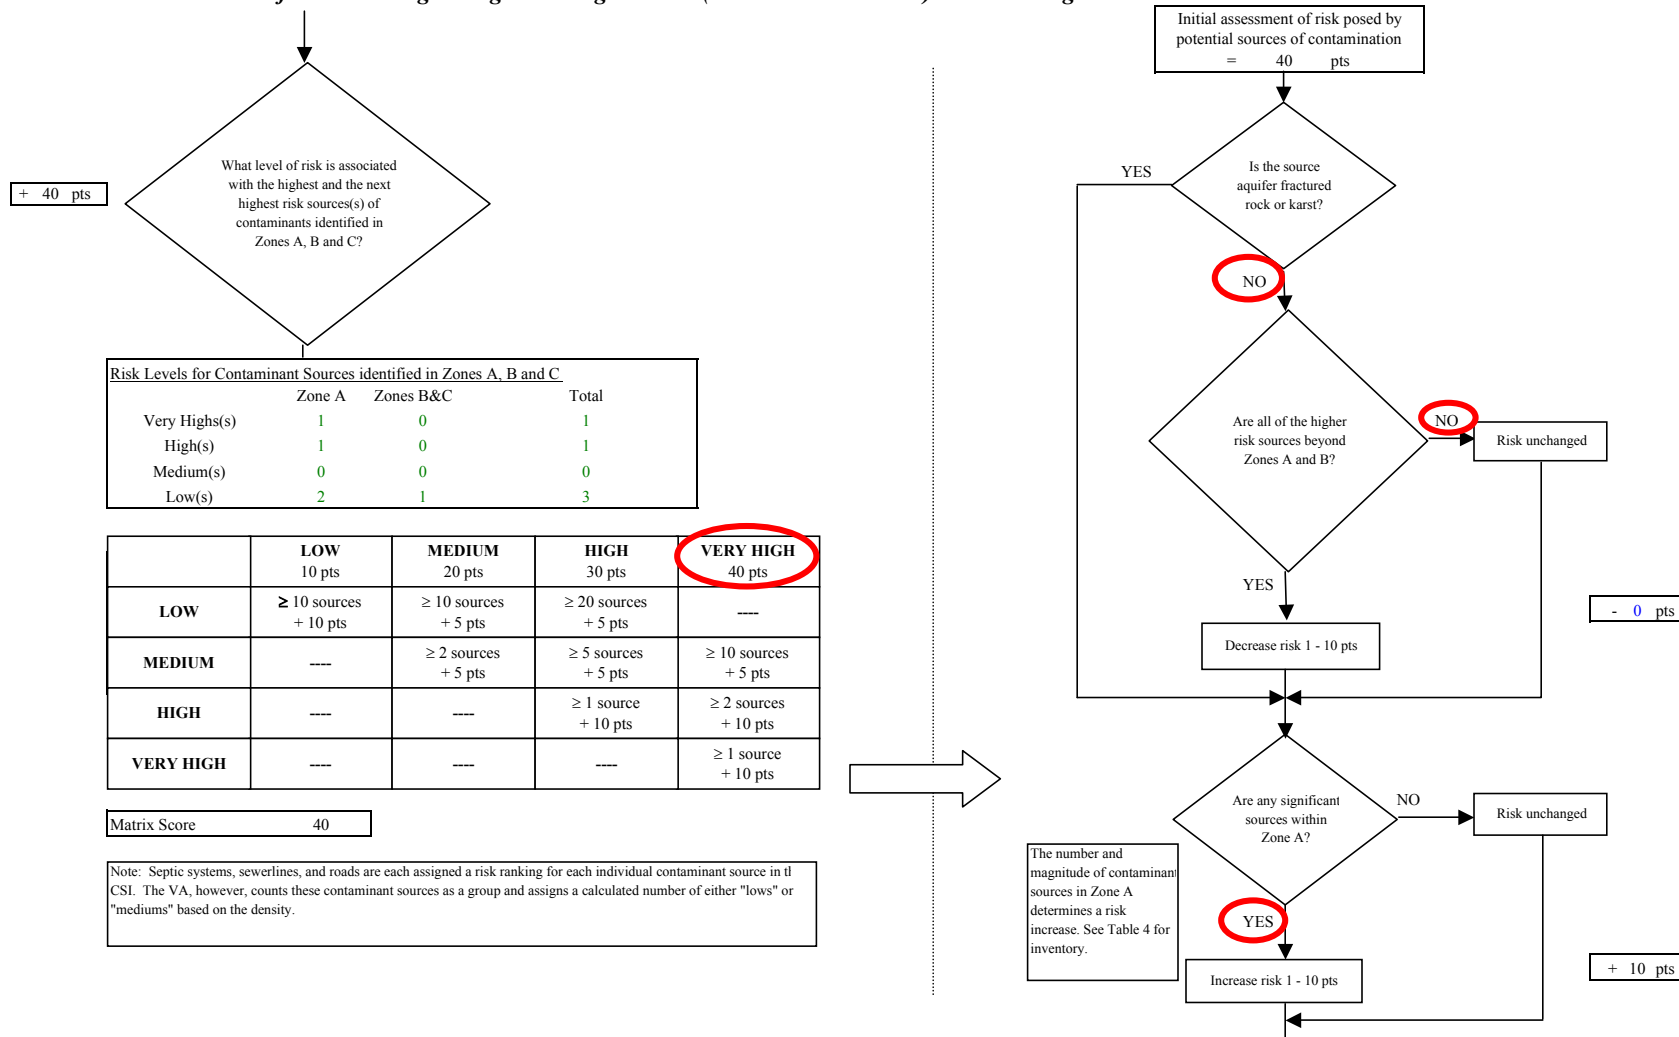 What level of risk is associated
with the highest and the next
highest risk sources(s) of
contaminants identified in
Zones A, B and C?
+ 40 pts
Risk Levels for Contaminant Sources identified in Zones A, B and C
Zone A Zones B&C Total
Very Highs(s) 1 0 1
High(s) 1 0 1
Medium(s) 0 0 0
Low(s) 2 1 3
LOW MEDIUM HIGH VERY HIGH
10 pts 20 pts 30 pts 40 pts
LOW ≥ 10 sources ≥ 10 sources ≥ 20 sources ----
+ 10 pts + 5 pts + 5 pts
MEDIUM ---- ≥ 2 sources ≥ 5 sources ≥ 10 sources
+ 5 pts + 5 pts + 5 pts
HIGH ---- ---- ≥ 1 source ≥ 2 sources
+ 10 pts + 10 pts
VERY HIGH ---- ---- ---- ≥ 1 source
+ 10 pts
Matrix Score 40
Note: Septic systems, sewerlines, and roads are each assigned a risk ranking for each individual contaminant source in
CSI. The VA, however, counts these contaminant sources as a group and assigns a calculated number of either "lows" or
"mediums" based on the density.
Initial assessment of risk posed by
potential sources of contamination
= 40 pts
Is the source
aquifer fractured
rock or karst?
YES
NO
Are all of the higher
risk sources beyond
Zones A and B?
NO
Risk unchanged
YES
Decrease risk 1 - 10 pts
- 0 pts
Are any significant
sources within
Zone A?
NO
Risk unchanged
The number and
magnitude of contaminant
sources in Zone A
determines a risk
increase. See Table 4 for
inventory.
YES
Increase risk 1 - 10 pts
+ 10 pts